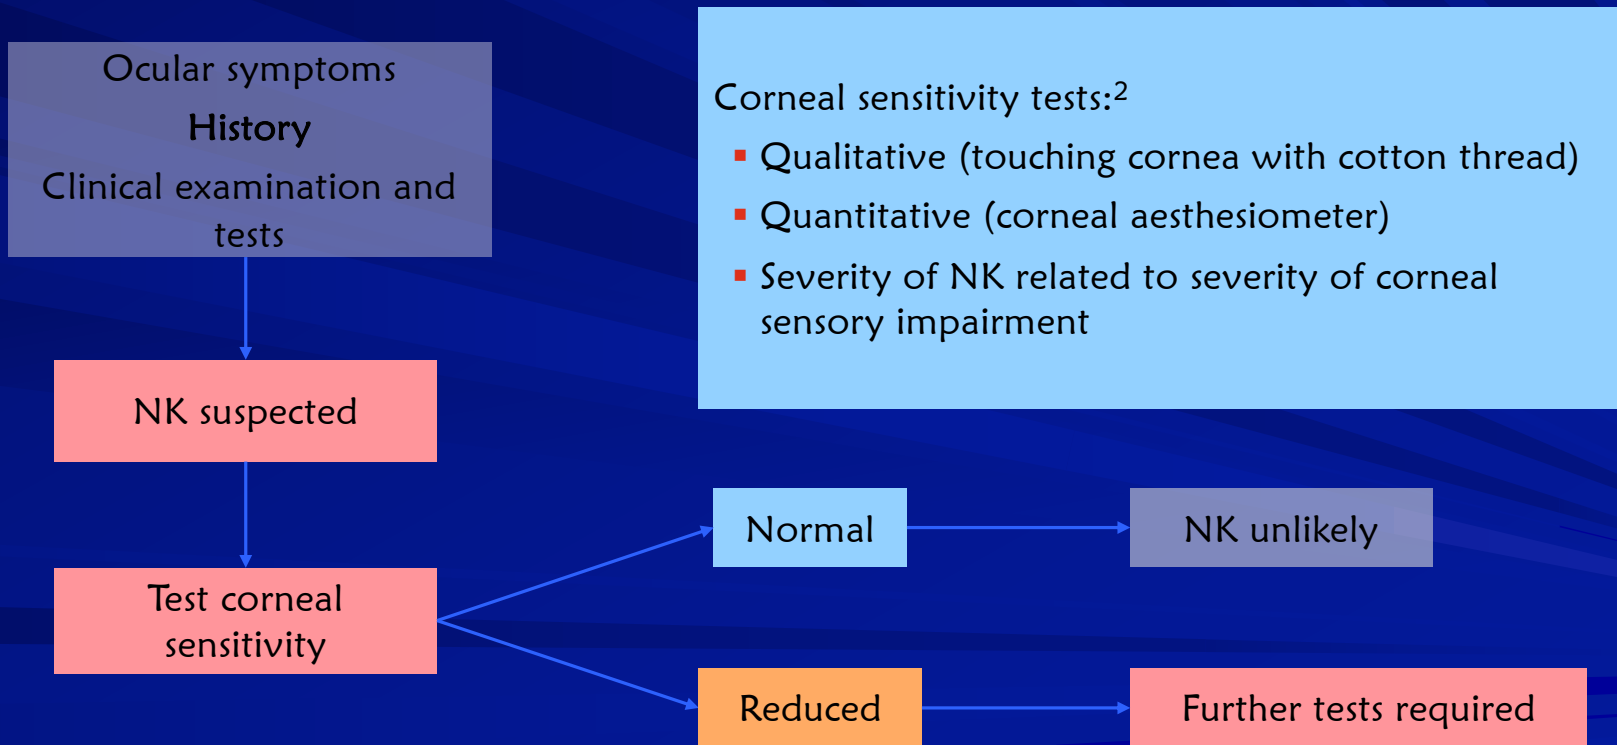 Ocular symptoms
History
Clinical examination and
tests
Corneal sensitivity tests:²
▪ Qualitative (touching cornea with cotton thread)
▪ Quantitative (corneal aesthesiometer)
▪ Severity of NK related to severity of corneal
sensory impairment
NK suspected
Test corneal
sensitivity
Normal
NK unlikely
Reduced
Further tests required